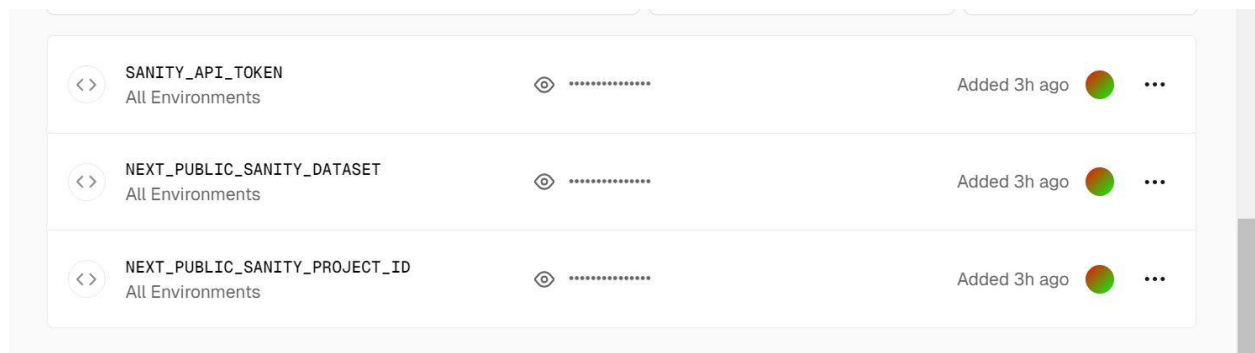 SANITY_API_TOKEN
All Environments
•••••••••••••••
Added 3h ago
NEXT_PUBLIC_SANITY_DATASET
All Environments
•••••••••••••••
Added 3h ago
NEXT_PUBLIC_SANITY_PROJECT_ID
All Environments
•••••••••••••••
Added 3h ago